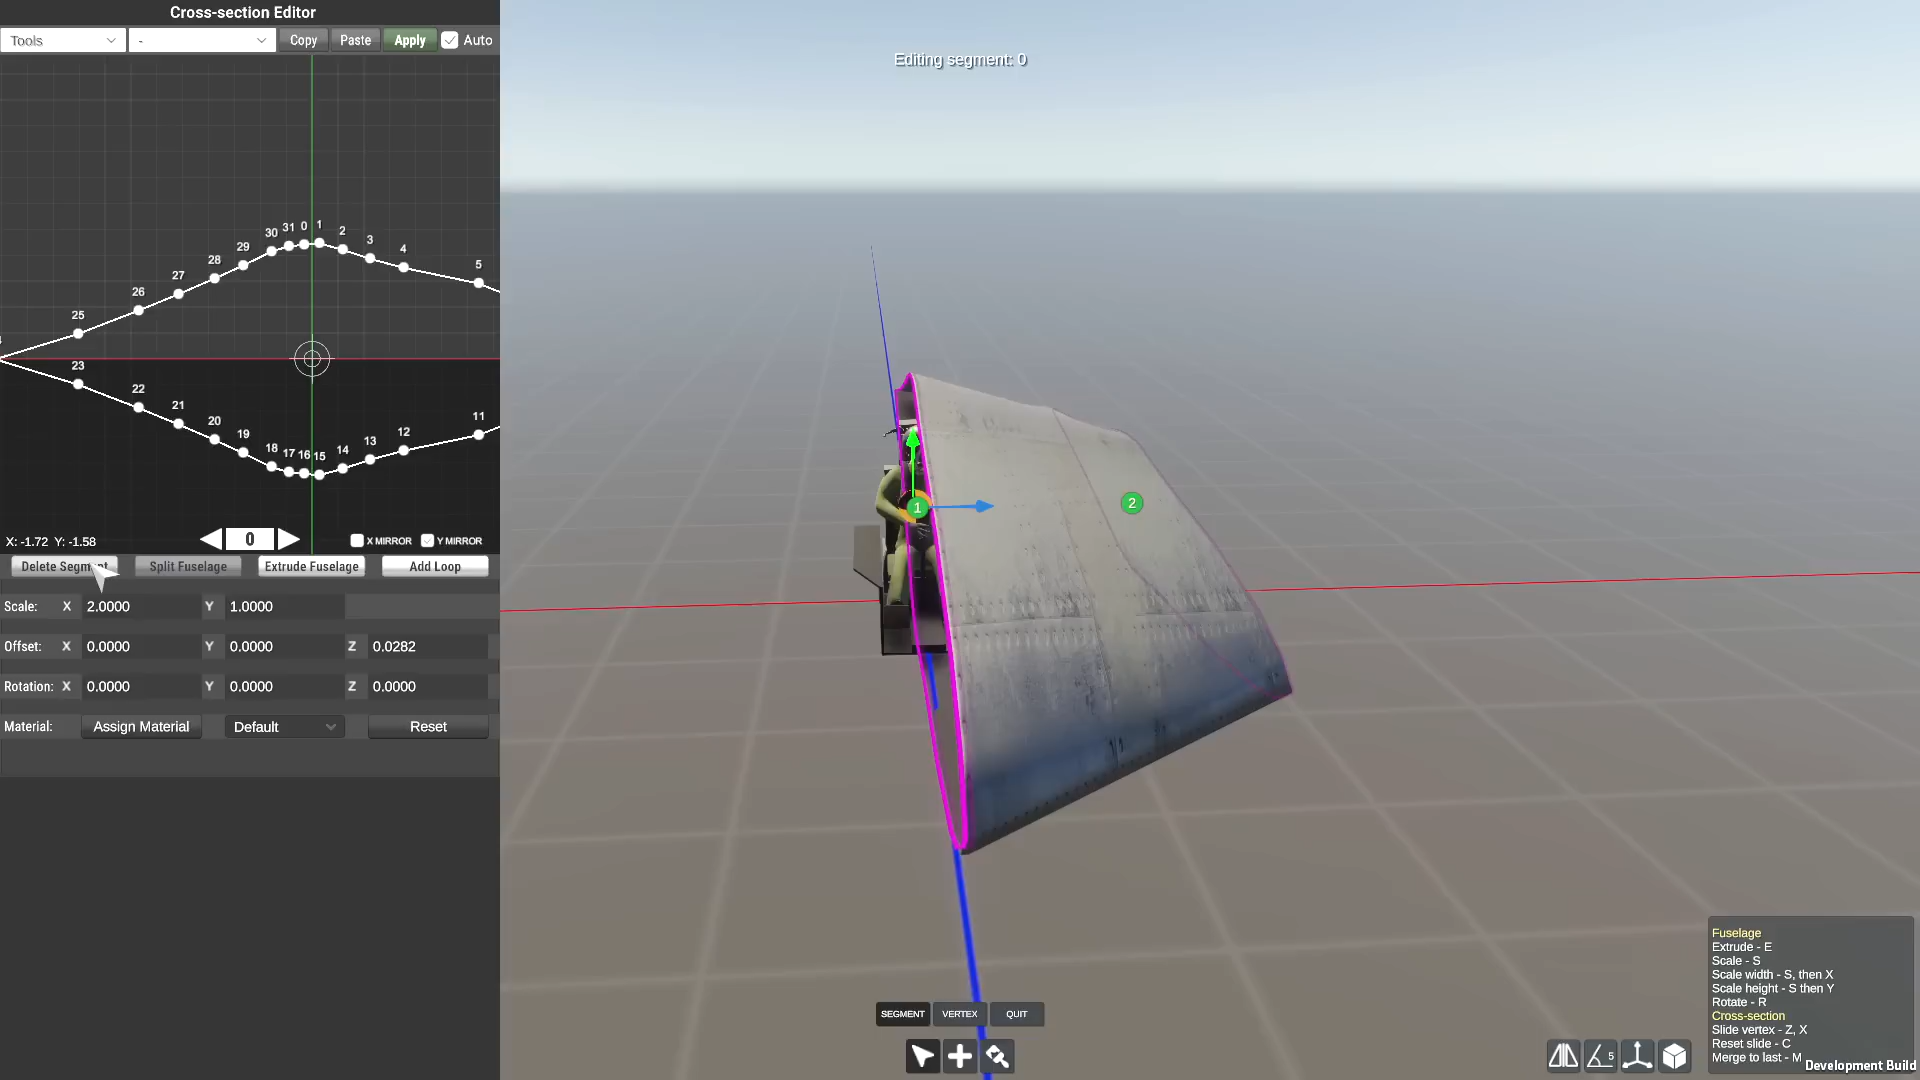 Cross-section Editor
Tools - Copy Paste Apply Auto
Editing segment: 0
30 31 0 1 2 3 4 5
29
28
27
26
25
23
22
21
20
19
18 17 16 15 14 13 12 11
X: -1.72 Y: -1.58 0 X MIRROR Y MIRROR
Delete Segment Split Fuselage Extrude Fuselage Add Loop
Scale: X 2.0000 Y 1.0000
Offset: X 0.0000 Y 0.0000 Z 0.0282
Rotation: X 0.0000 Y 0.0000 Z 0.0000
Material: Assign Material Default Reset
1
2
SEGMENT VERTEX QUIT
5
Fuselage
Extrude - E
Scale - S
Scale width - S, then X
Scale height - S then Y
Rotate - R
Cross-section
Slide vertex - Z, X
Reset slide - C
Merge to last - M
Development Build